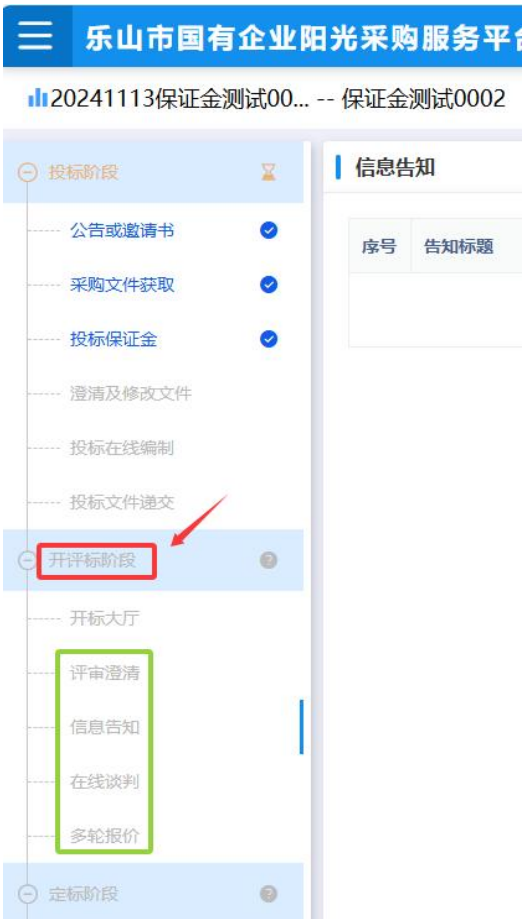 乐山市国有企业阳光采购服务平台
20241113保证金测试00... -- 保证金测试0002
投标阶段
信息告知
公告或邀请书
序号 告知标题
采购文件获取
投标保证金
澄清及修改文件
投标在线编制
投标文件递交
开评标阶段
开标大厅
评审澄清
信息告知
在线谈判
多轮报价
定标阶段